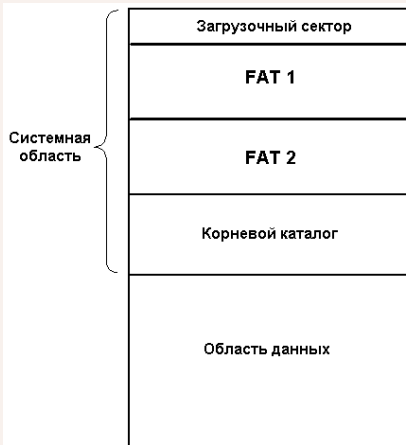 Загрузочный сектор
FAT 1
Системная
область
FAT 2
Корневой каталог
Область данных